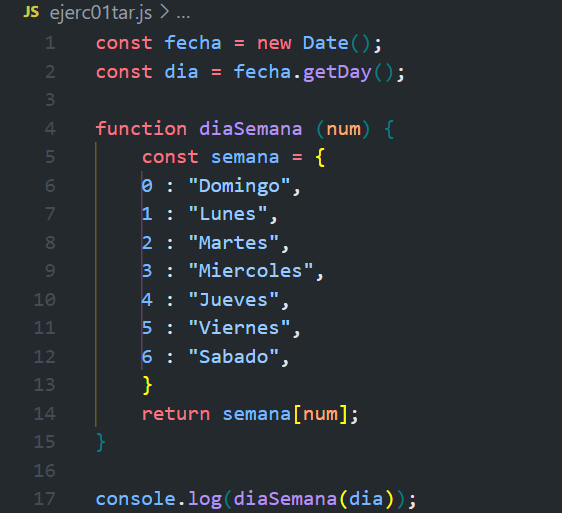 JS ejerc01tar.js > ...
1 const fecha = new Date();
2 const dia = fecha.getDay();
3
4 function diaSemana (num) {
5     const semana = {
6     0 : "Domingo",
7     1 : "Lunes",
8     2 : "Martes",
9     3 : "Miercoles",
10     4 : "Jueves",
11     5 : "Viernes",
12     6 : "Sabado",
13     }
14     return semana[num];
15 }
16
17 console.log(diaSemana(dia));